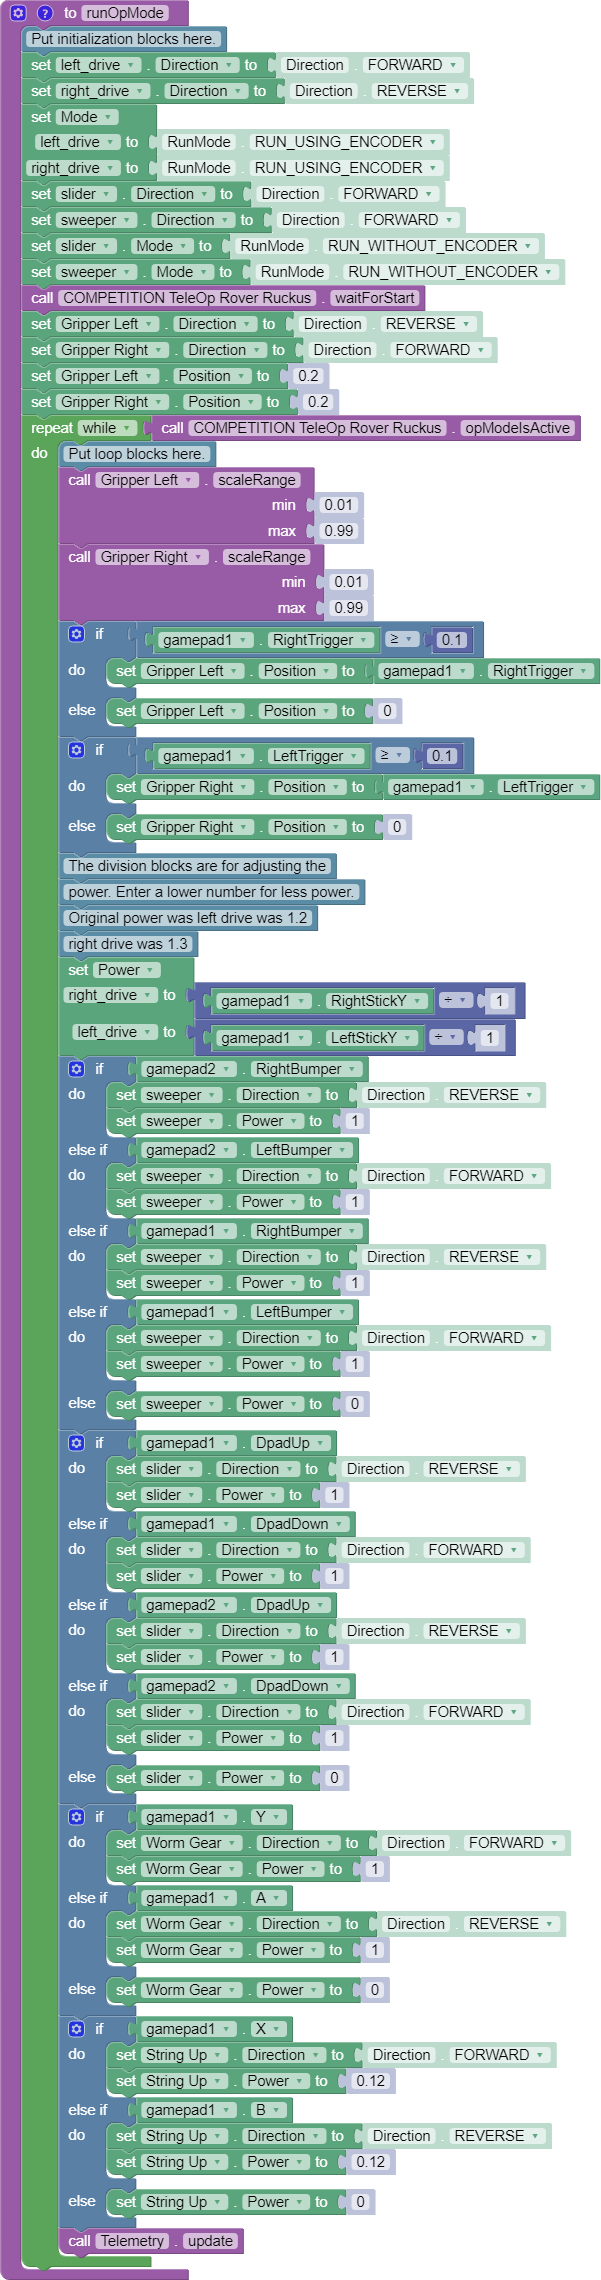 to runOpMode
Put initialization blocks here.
set left_drive . Direction to Direction . FORWARD
set right_drive . Direction to Direction . REVERSE
set Mode
left_drive to RunMode . RUN_USING_ENCODER
right_drive to RunMode . RUN_USING_ENCODER
set slider . Direction to Direction . FORWARD
set sweeper . Direction to Direction . FORWARD
set slider . Mode to RunMode . RUN_WITHOUT_ENCODER
set sweeper . Mode to RunMode . RUN_WITHOUT_ENCODER
call COMPETITION TeleOp Rover Ruckus . waitForStart
set Gripper Left . Direction to Direction . REVERSE
set Gripper Right . Direction to Direction . FORWARD
set Gripper Left . Position to 0.2
set Gripper Right . Position to 0.2
repeat while call COMPETITION TeleOp Rover Ruckus . opModeIsActive
do Put loop blocks here.
call Gripper Left . scaleRange
min 0.01
max 0.99
call Gripper Right . scaleRange
min 0.01
max 0.99
if gamepad1 . RightTrigger ≥ 0.1
do set Gripper Left . Position to gamepad1 . RightTrigger
else set Gripper Left . Position to 0
if gamepad1 . LeftTrigger ≥ 0.1
do set Gripper Right . Position to gamepad1 . LeftTrigger
else set Gripper Right . Position to 0
The division blocks are for adjusting the
power. Enter a lower number for less power.
Original power was left drive was 1.2
right drive was 1.3
set Power
right_drive to gamepad1 . RightStickY ÷ 1
left_drive to gamepad1 . LeftStickY ÷ 1
if gamepad2 . RightBumper
do set sweeper . Direction to Direction . REVERSE
set sweeper . Power to 1
else if gamepad2 . LeftBumper
do set sweeper . Direction to Direction . FORWARD
set sweeper . Power to 1
else if gamepad1 . RightBumper
do set sweeper . Direction to Direction . REVERSE
set sweeper . Power to 1
else if gamepad1 . LeftBumper
do set sweeper . Direction to Direction . FORWARD
set sweeper . Power to 1
else set sweeper . Power to 0
if gamepad1 . DpadUp
do set slider . Direction to Direction . REVERSE
set slider . Power to 1
else if gamepad1 . DpadDown
do set slider . Direction to Direction . FORWARD
set slider . Power to 1
else if gamepad2 . DpadUp
do set slider . Direction to Direction . REVERSE
set slider . Power to 1
else if gamepad2 . DpadDown
do set slider . Direction to Direction . FORWARD
set slider . Power to 1
else set slider . Power to 0
if gamepad1 . Y
do set Worm Gear . Direction to Direction . FORWARD
set Worm Gear . Power to 1
else if gamepad1 . A
do set Worm Gear . Direction to Direction . REVERSE
set Worm Gear . Power to 1
else set Worm Gear . Power to 0
if gamepad1 . X
do set String Up . Direction to Direction . FORWARD
set String Up . Power to 0.12
else if gamepad1 . B
do set String Up . Direction to Direction . REVERSE
set String Up . Power to 0.12
else set String Up . Power to 0
call Telemetry . update